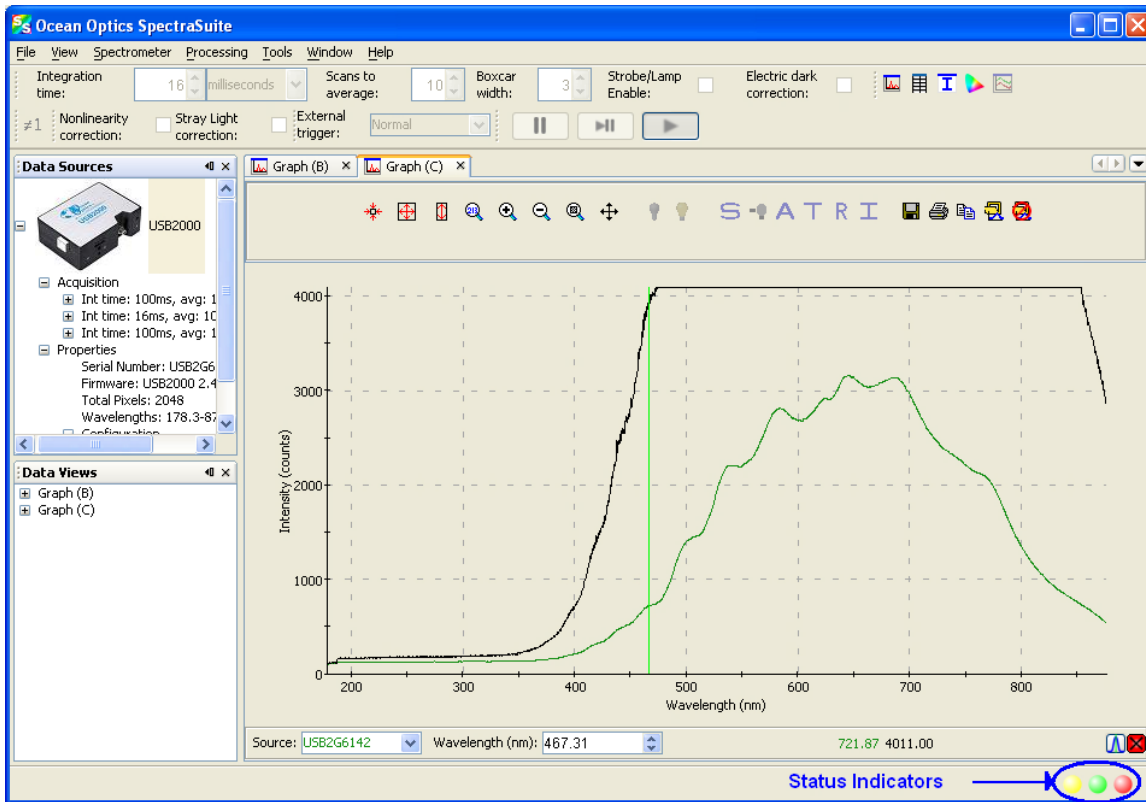 Ocean Optics SpectraSuite
File View Spectrometer Processing Tools Window Help
Integration time: 16 milliseconds Scans to average: 10 Boxcar width: 3 Strobe/Lamp Enable: Electric dark correction:
≠1 Nonlinearity correction: Stray Light correction: External trigger: Normal
Data Sources
Graph (B) Graph (C)
USB2000
S A T R I
Acquisition
Int time: 100ms, avg: 1
Int time: 16ms, avg: 10
Int time: 100ms, avg: 1
Properties
Serial Number: USB2G6
Firmware: USB2000 2.4
Total Pixels: 2048
Wavelengths: 178.3-87
Configuration
Data Views
Graph (B)
Graph (C)
Intensity (counts)
4000
3000
2000
1000
0
200 300 400 500 600 700 800
Wavelength (nm)
Source: USB2G6142 Wavelength (nm): 467.31 721.87 4011.00
Status Indicators